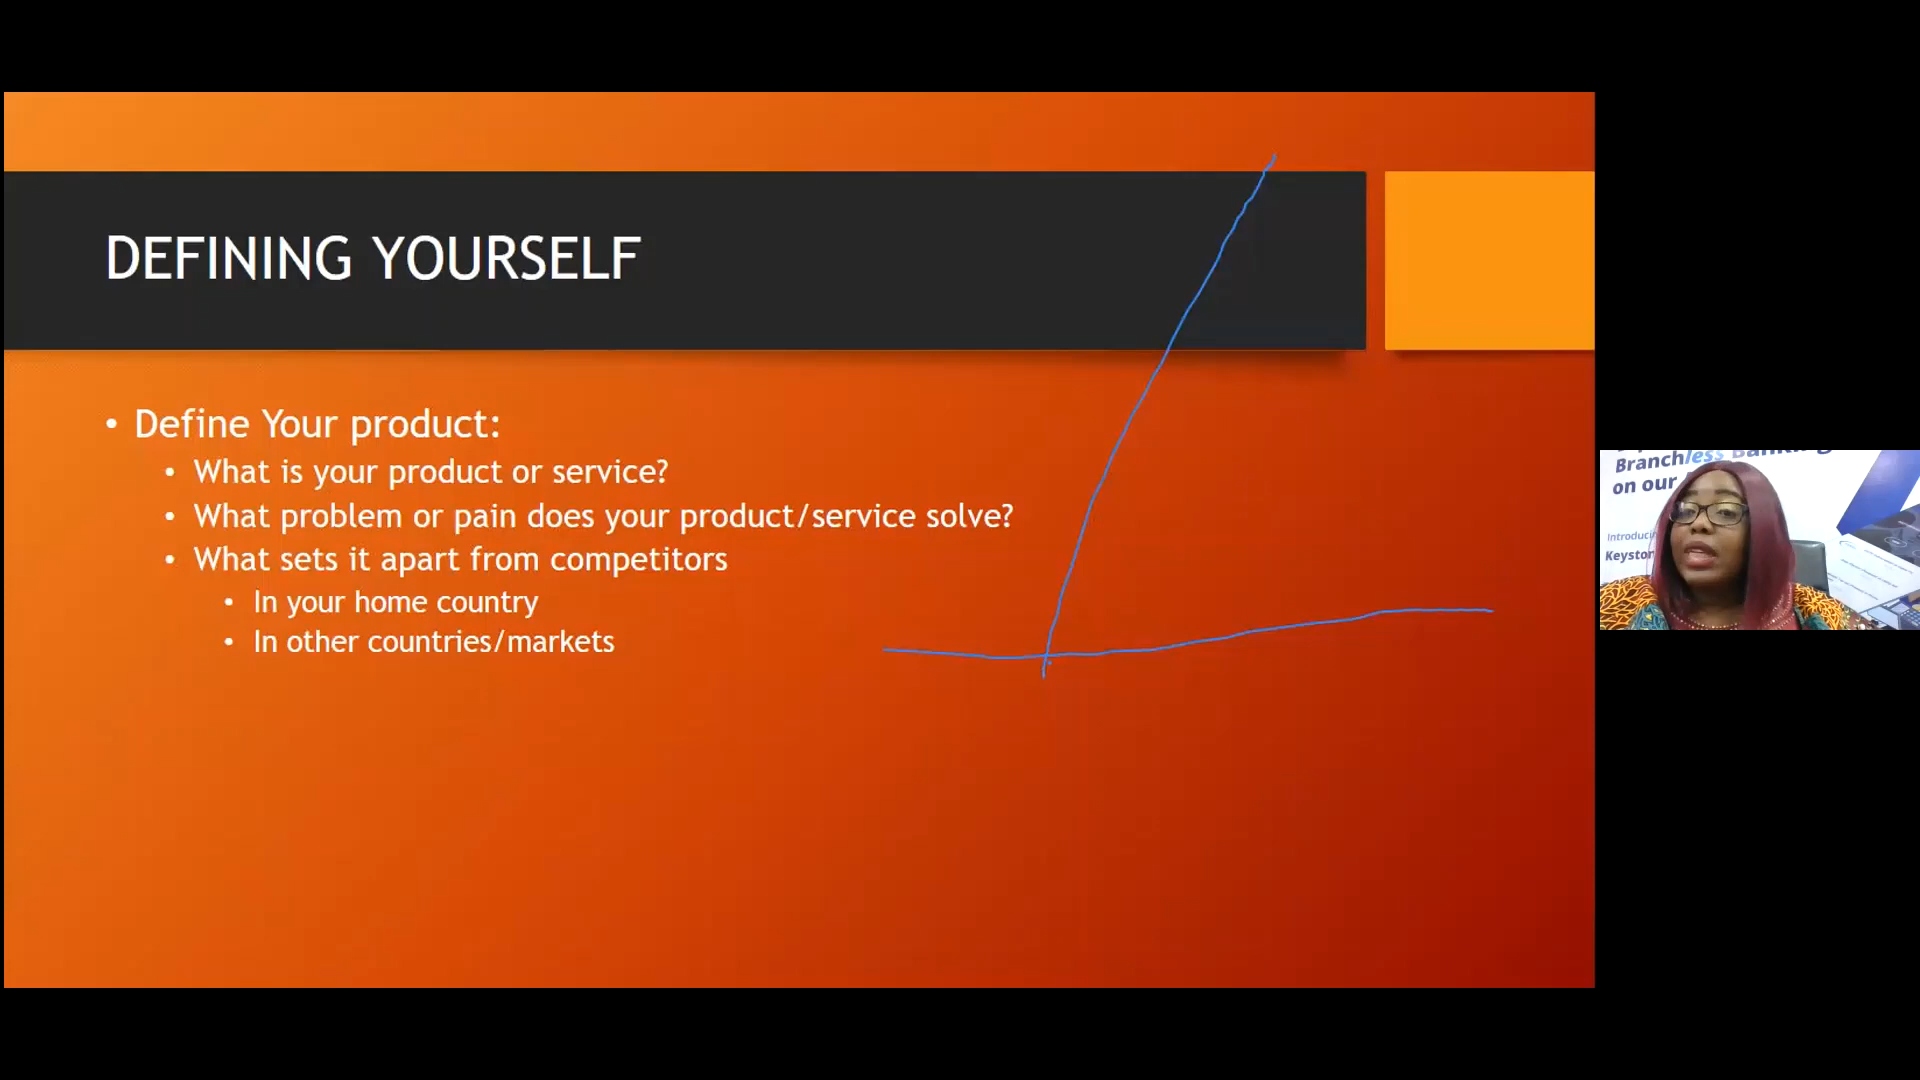 DEFINING YOURSELF
• Define Your product:
• What is your product or service?
• What problem or pain does your product/service solve?
• What sets it apart from competitors
• In your home country
• In other countries/markets
Branchless Banking
on our